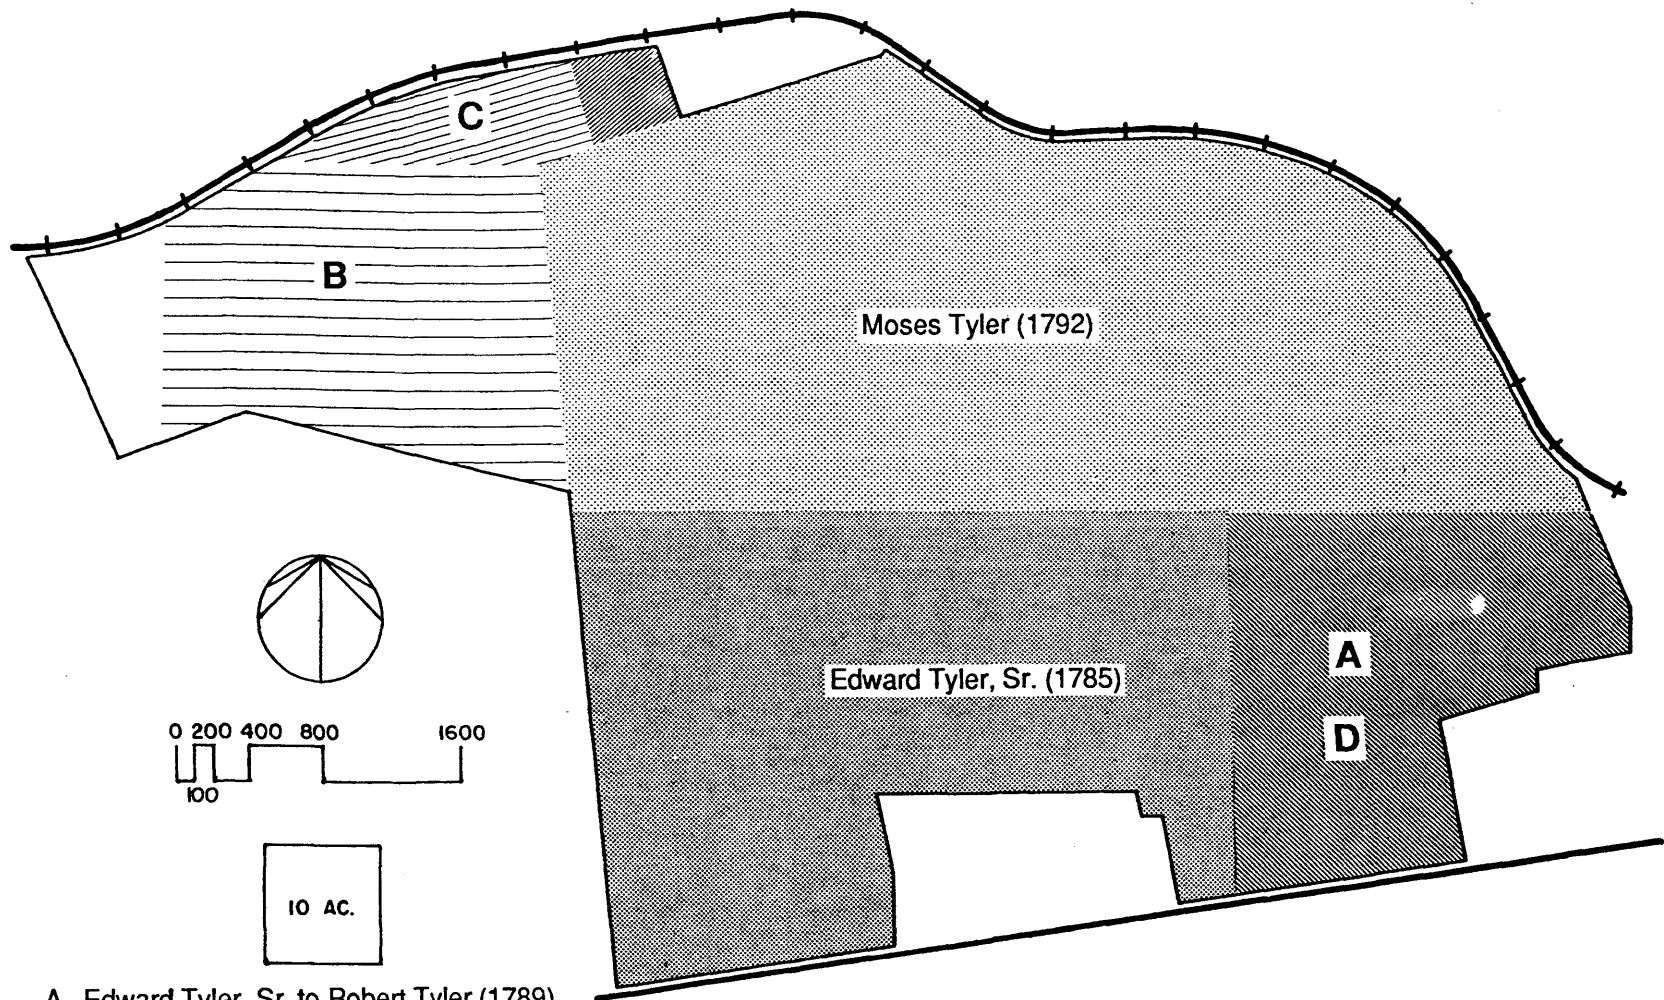 C
B
Moses Tyler (1792)
A
Edward Tyler, Sr. (1785)
D
0 200 400 800 1600
100
10 AC.
A Edward Tyler, Sr. to Robert Tyler (1789)